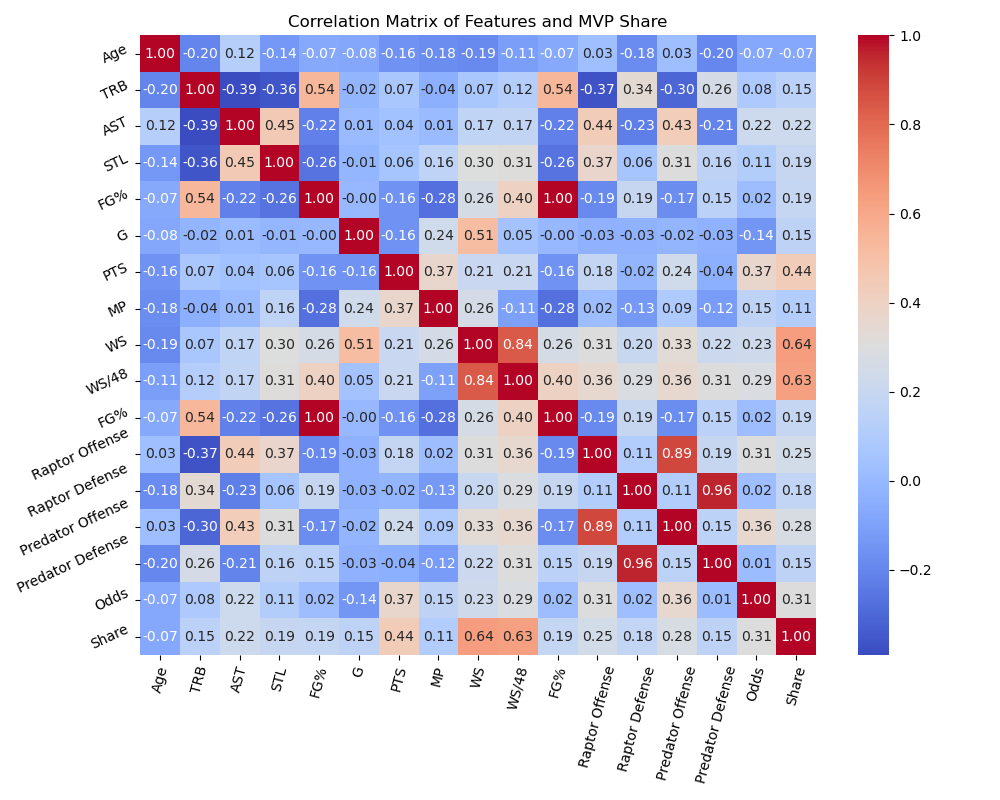 Correlation Matrix of Features and MVP Share
Age 1.00 -0.20 0.12 -0.14 -0.07 -0.08 -0.16 -0.18 -0.19 -0.11 -0.07 0.03 -0.18 0.03 -0.20 -0.07 -0.07
TRB -0.20 1.00 -0.39 -0.36 0.54 -0.02 0.07 -0.04 0.07 0.12 0.54 -0.37 0.34 -0.30 0.26 0.08 0.15
AST 0.12 -0.39 1.00 0.45 -0.22 0.01 0.04 0.01 0.17 0.17 -0.22 0.44 -0.23 0.43 -0.21 0.22 0.22
STL -0.14 -0.36 0.45 1.00 -0.26 -0.01 0.06 0.16 0.30 0.31 -0.26 0.37 0.06 0.31 0.16 0.11 0.19
FG% -0.07 0.54 -0.22 -0.26 1.00 -0.00 -0.16 -0.28 0.26 0.40 1.00 -0.19 0.19 -0.17 0.15 0.02 0.19
G -0.08 -0.02 0.01 -0.01 -0.00 1.00 -0.16 0.24 0.51 0.05 -0.00 -0.03 -0.03 -0.02 -0.03 -0.14 0.15
PTS -0.16 0.07 0.04 0.06 -0.16 -0.16 1.00 0.37 0.21 0.21 -0.16 0.18 -0.02 0.24 -0.04 0.37 0.44
MP -0.18 -0.04 0.01 0.16 -0.28 0.24 0.37 1.00 0.26 -0.11 -0.28 0.02 -0.13 0.09 -0.12 0.15 0.11
WS -0.19 0.07 0.17 0.30 0.26 0.51 0.21 0.26 1.00 0.84 0.26 0.31 0.20 0.33 0.22 0.23 0.64
WS/48 -0.11 0.12 0.17 0.31 0.40 0.05 0.21 -0.11 0.84 1.00 0.40 0.36 0.29 0.36 0.31 0.29 0.63
FG% -0.07 0.54 -0.22 -0.26 1.00 -0.00 -0.16 -0.28 0.26 0.40 1.00 -0.19 0.19 -0.17 0.15 0.02 0.19
Raptor Offense 0.03 -0.37 0.44 0.37 -0.19 -0.03 0.18 0.02 0.31 0.36 -0.19 1.00 0.11 0.89 0.19 0.31 0.25
Raptor Defense -0.18 0.34 -0.23 0.06 0.19 -0.03 -0.02 -0.13 0.20 0.29 0.19 0.11 1.00 0.11 0.96 0.02 0.18
Predator Offense 0.03 -0.30 0.43 0.31 -0.17 -0.02 0.24 0.09 0.33 0.36 -0.17 0.89 0.11 1.00 0.15 0.36 0.28
Predator Defense -0.20 0.26 -0.21 0.16 0.15 -0.03 -0.04 -0.12 0.22 0.31 0.15 0.19 0.96 0.15 1.00 0.01 0.15
Odds -0.07 0.08 0.22 0.11 0.02 -0.14 0.37 0.15 0.23 0.29 0.02 0.31 0.02 0.36 0.01 1.00 0.31
Share -0.07 0.15 0.22 0.19 0.19 0.15 0.44 0.11 0.64 0.63 0.19 0.25 0.18 0.28 0.15 0.31 1.00
Age TRB AST STL FG% G PTS MP WS WS/48 FG% Raptor Offense Raptor Defense Predator Offense Predator Defense Odds Share
1.0
0.8
0.6
0.4
0.2
0.0
−0.2